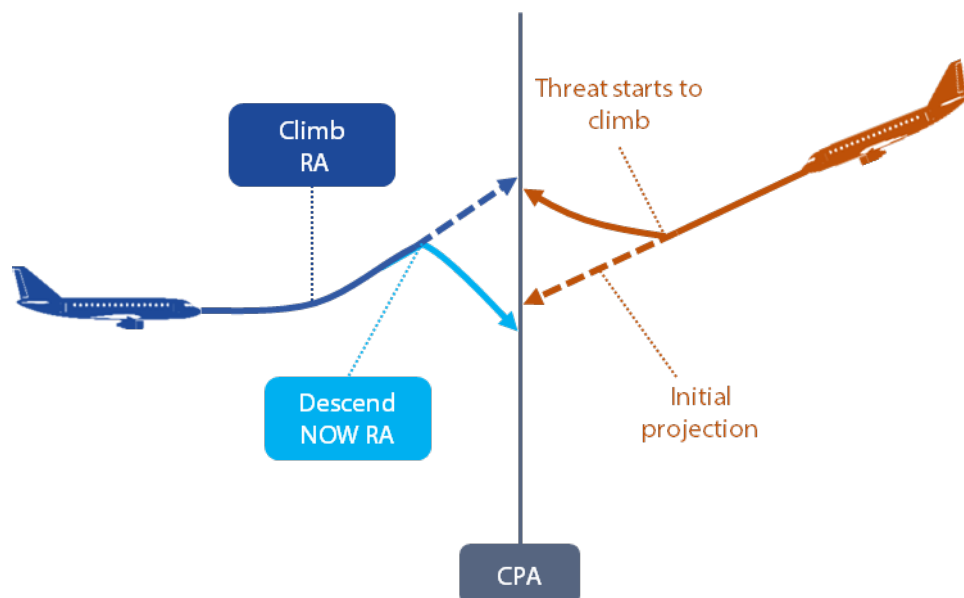 Threat starts to
climb
Climb
RA
Descend
NOW RA
Initial
projection
CPA